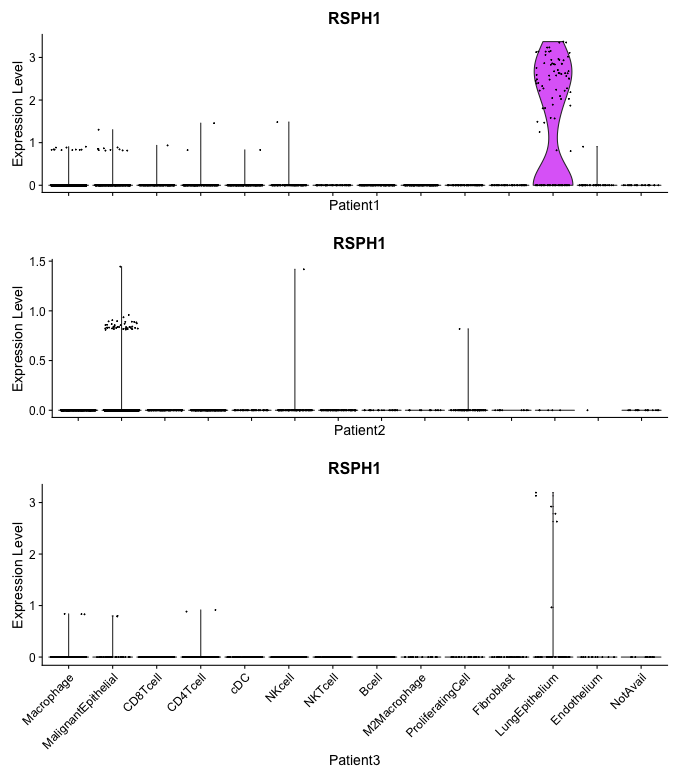 RSPH1
Expression Level
3
2
1
0
Patient1
RSPH1
Expression Level
1.5
1.0
0.5
0.0
Patient2
RSPH1
Expression Level
3
2
1
0
Macrophage
MalignantEpithelial
CD8Tcell
CD4Tcell
cDC
NKcell
NKTcell
Bcell
M2Macrophage
ProliferatingCell
Fibroblast
LungEpithelium
Endothelium
NotAvail
Patient3